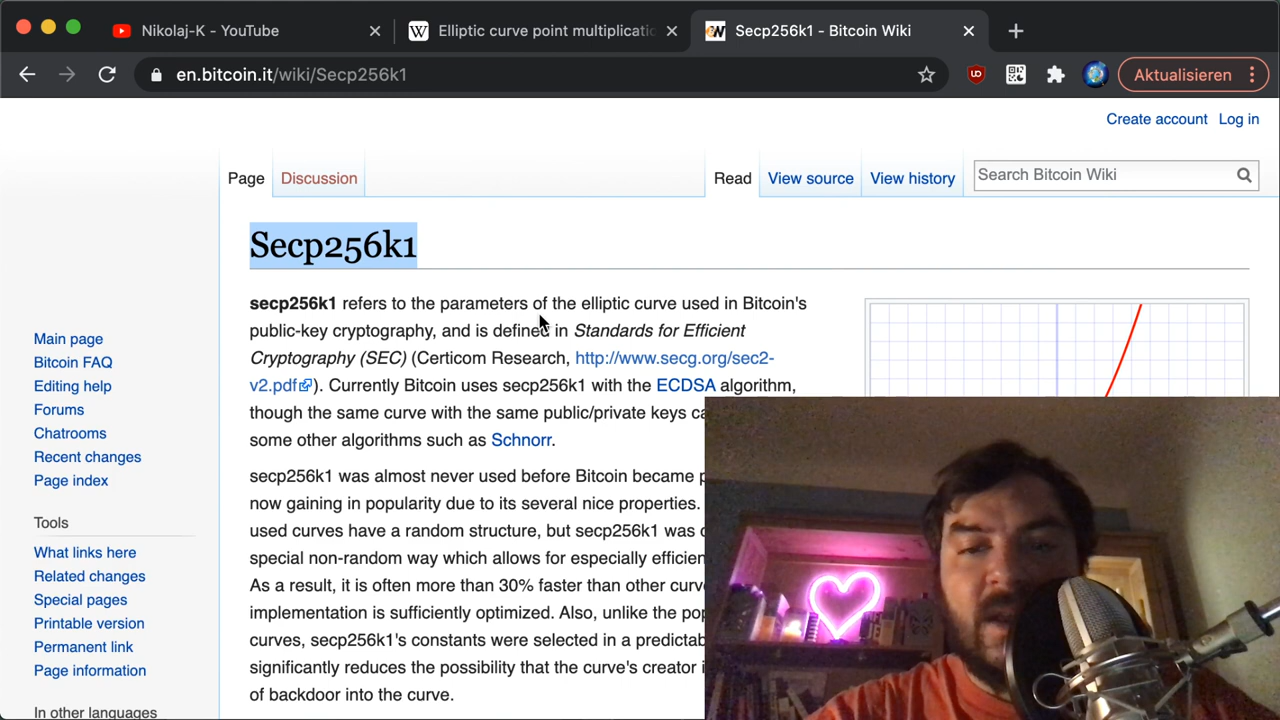 Nikolaj-K - YouTube
Elliptic curve point multiplicatic
Secp256k1 - Bitcoin Wiki
en.bitcoin.it/wiki/Secp256k1
Aktualisieren
Create account Log in
Page Discussion Read View source View history Search Bitcoin Wiki
Secp256k1
secp256k1 refers to the parameters of the elliptic curve used in Bitcoin's
public-key cryptography, and is defined in Standards for Efficient
Cryptography (SEC) (Certicom Research, http://www.secg.org/sec2-
v2.pdf). Currently Bitcoin uses secp256k1 with the ECDSA algorithm,
though the same curve with the same public/private keys
some other algorithms such as Schnorr.
secp256k1 was almost never used before Bitcoin became
now gaining in popularity due to its several nice properties.
used curves have a random structure, but secp256k1 was
special non-random way which allows for especially
As a result, it is often more than 30% faster than other
implementation is sufficiently optimized. Also, unlike the
curves, secp256k1's constants were selected in a
significantly reduces the possibility that the curve's creator
of backdoor into the curve.
Main page
Bitcoin FAQ
Editing help
Forums
Chatrooms
Recent changes
Page index
Tools
What links here
Related changes
Special pages
Printable version
Permanent link
Page information
In other languages